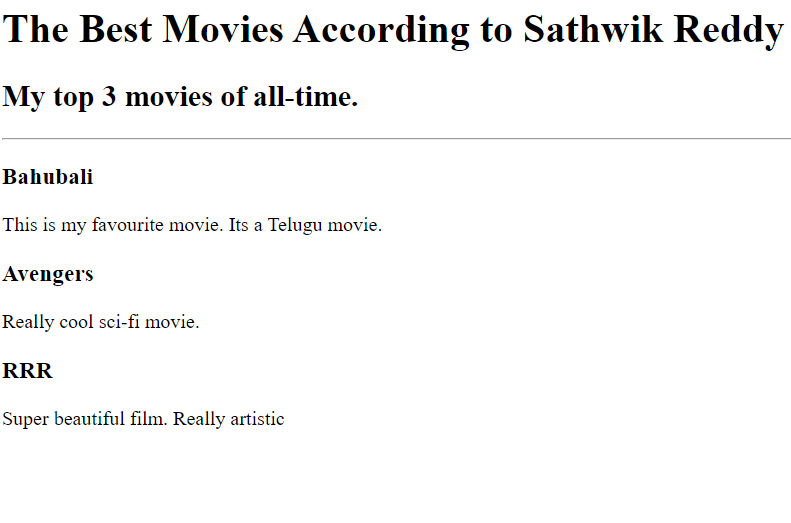 The Best Movies According to Sathwik Reddy
My top 3 movies of all-time.
Bahubali
This is my favourite movie. Its a Telugu movie.
Avengers
Really cool sci-fi movie.
RRR
Super beautiful film. Really artistic